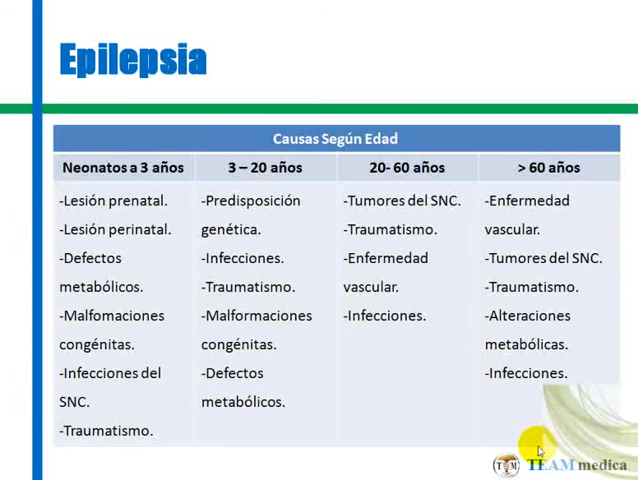 Epilepsia
Causas Según Edad
Neonatos a 3 años
-Lesión prenatal.
-Lesión perinatal.
-Defectos
metabólicos.
-Malfomaciones
congénitas.
-Infecciones del
SNC.
-Traumatismo.
3 – 20 años
-Predisposición
genética.
-Infecciones.
-Traumatismo.
-Malformaciones
congénitas.
-Defectos
metabólicos.
20- 60 años
-Tumores del SNC.
-Traumatismo.
-Enfermedad
vascular.
-Infecciones.
> 60 años
-Enfermedad
vascular.
-Tumores del SNC.
-Traumatismo.
-Alteraciones
metabólicas.
-Infecciones.
TM TEAM medica